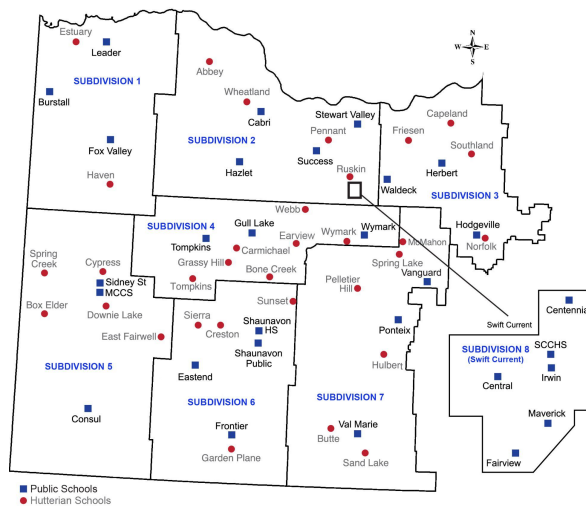 Estuary
Leader
N
W E
S
Abbey
SUBDIVISION 1
Burstall
Wheatland
Cabri
Stewart Valley
Capeland
Friesen
SUBDIVISION 2
Pennant
Success
Southland
Fox Valley
Hazlet
Herbert
Ruskin
Waldeck
Haven
SUBDIVISION 3
Webb
SUBDIVISION 4
Gull Lake
Tompkins
Carmichael
Earview
Wymark
Wymark
McMahon
Hodgeville
Norfolk
Spring Lake
Grassy Hill
Bone Creek
Tompkins
Vanguard
Spring
Creek
Cypress
Sidney St
MCCS
Box Elder
Downie Lake
Pelletier
Hill
Sunset
East Fairwell
Sierra
Creston
Shaunavon
HS
Shaunavon
Public
Ponteix
Swift Current
Centennia
SUBDIVISION 8
(Swift Current)
SCCHS
Central
Irwin
SUBDIVISION 5
Eastend
Hulbert
SUBDIVISION 6
SUBDIVISION 7
Consul
Frontier
Garden Plane
Butte
Val Marie
Sand Lake
Maverick
Fairview
Public Schools
Hutterian Schools